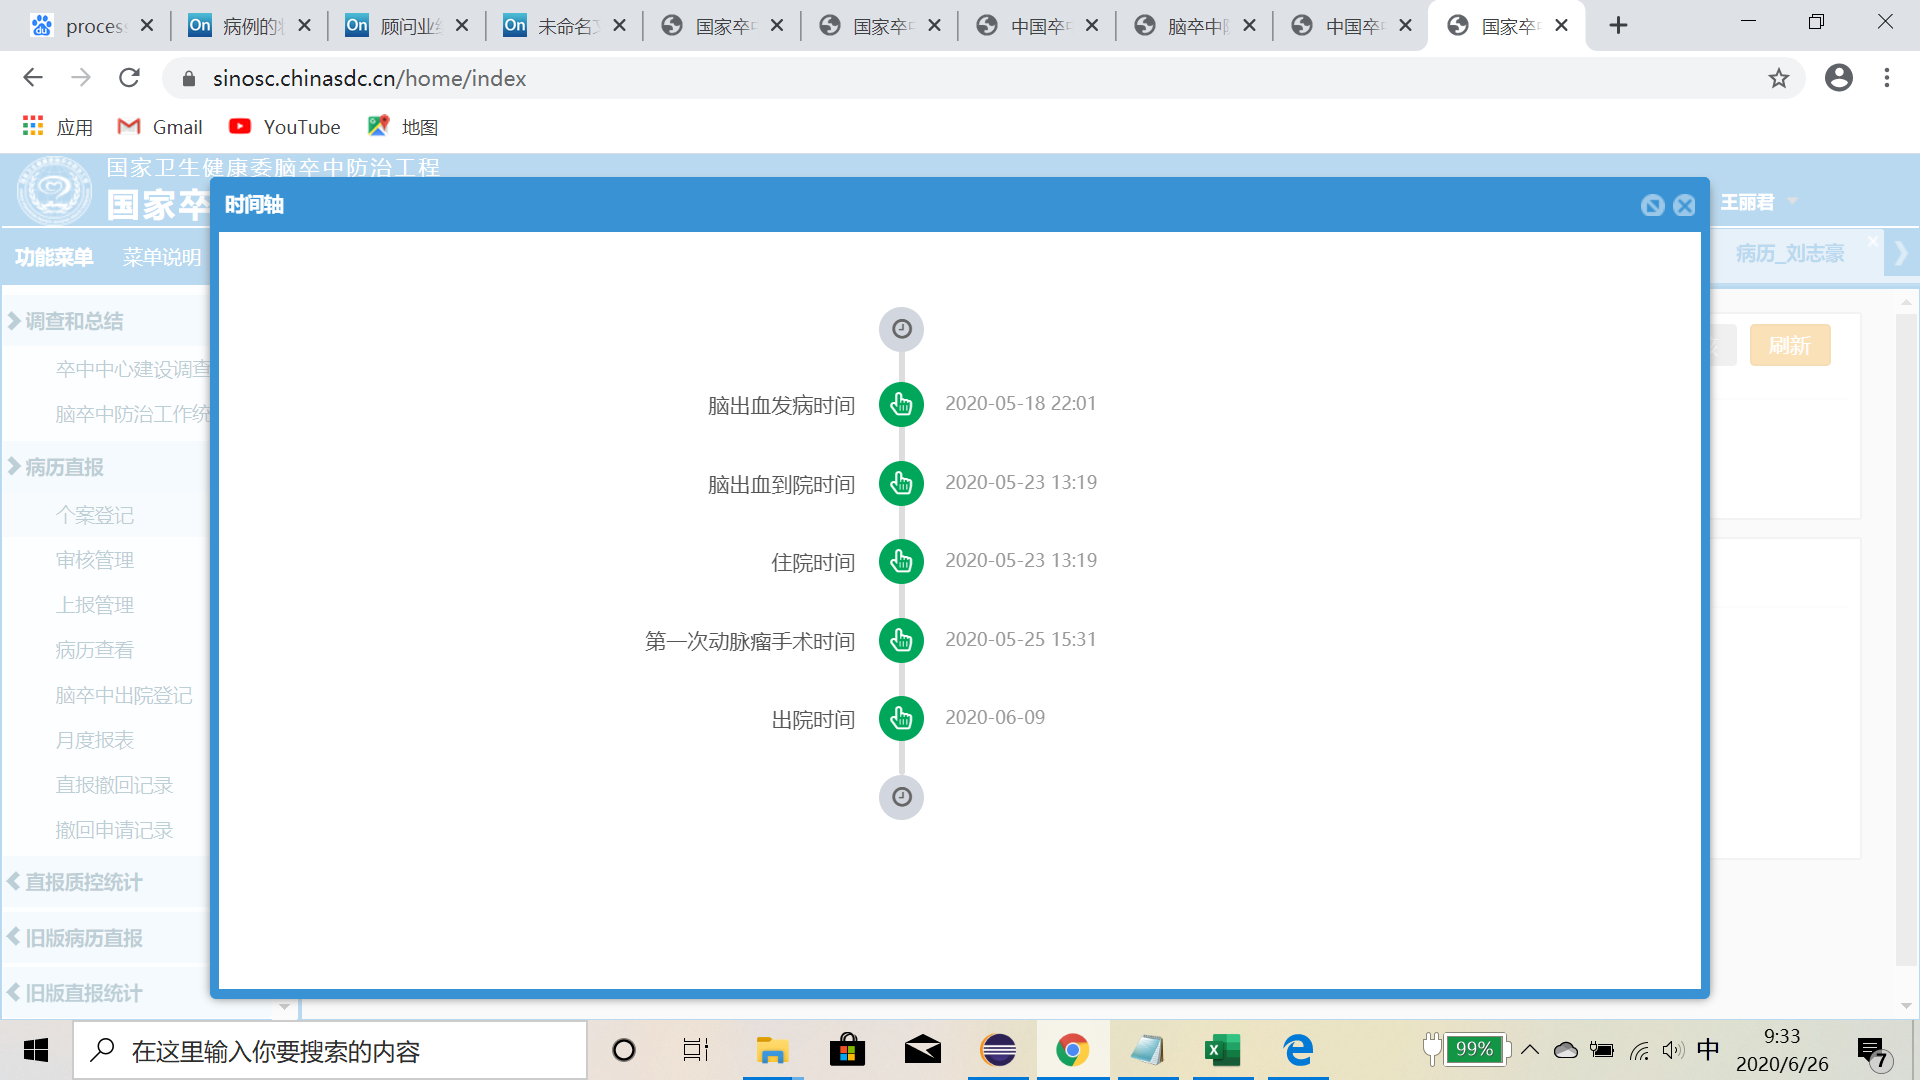 process
病例的
顾问业
未命名
国家卒中
国家卒中
中国卒中
脑卒中防
中国卒中
国家卒中
sinosc.chinasdc.cn/home/index
应用
Gmail
YouTube
地图
国家卫生健康委脑卒中防治工程
国家卒
王丽君
时间轴
功能菜单
菜单说明
病历_刘志豪
调查和总结
刷新
卒中中心建设调查
脑卒中防治工作统
脑出血发病时间 2020-05-18 22:01
病历直报
脑出血到院时间 2020-05-23 13:19
个案登记
审核管理
住院时间 2020-05-23 13:19
上报管理
病历查看
第一次动脉瘤手术时间 2020-05-25 15:31
脑卒中出院登记
出院时间 2020-06-09
月度报表
直报撤回记录
撤回申请记录
直报质控统计
旧版病历直报
旧版直报统计
在这里输入你要搜索的内容
99%
中
9:33
2020/6/26
7